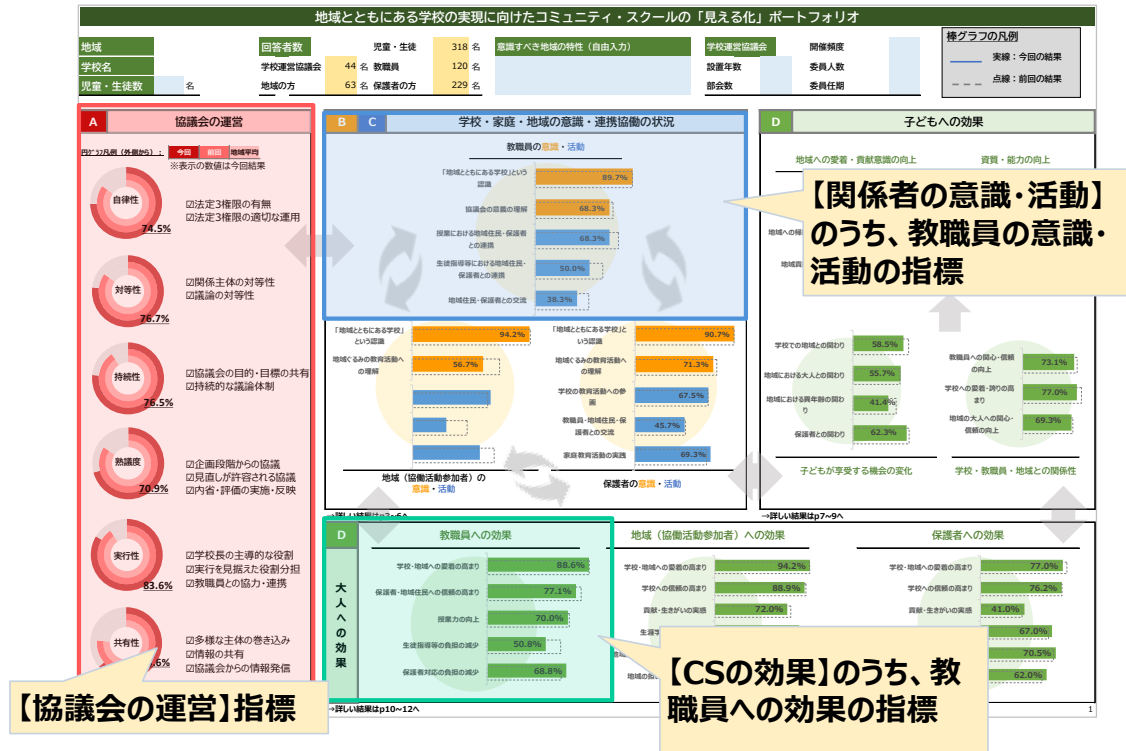 地域とともにある学校の実現に向けたコミュニティ・スクールの「見える化」ポートフォリオ
地域
学校名
児童・生徒数 名
回答者数 児童・生徒 318 名
学校運営協議会 44 名 教職員 120 名
地域の方 63 名 保護者の方 229 名
意識すべき地域の特性（自由入力）
学校運営協議会 開催頻度
設置年数 委員人数
部会数 委員任期
棒グラフの凡例
実線：今回の結果
点線：前回の結果
A 協議会の運営
円グラフ凡例（外側から）： 今回 前回 地域平均
※表示の数値は今回結果
自律性
74.5%
☑法定3権限の有無
☑法定3権限の適切な運用
対等性
76.7%
☑関係主体の対等性
☑議論の対等性
持続性
76.5%
☑協議会の目的・目標の共有
☑持続的な議論体制
熟議度
70.9%
☑企画段階からの協議
☑見直しが許容される協議
☑内省・評価の実施・反映
実行性
83.6%
☑学校長の主導的な役割
☑実行を見据えた役割分担
☑教職員との協力・連携
共有性
.6%
☑多様な主体の巻き込み
☑情報の共有
☑協議会からの情報発信
【協議会の運営】指標
B C 学校・家庭・地域の意識・連携協働の状況
教職員の意識・活動
「地域とともにある学校」という
認識
89.7%
協議会の意義の理解 68.3%
授業における地域住民・保護者
との連携
68.3%
生徒指導等における地域住民・
保護者との連携
50.0%
地域住民・保護者との交流 38.3%
「地域とともにある学校」
という認識
94.2%
地域ぐるみの教育活動へ
の理解
56.7%
地域（協働活動参加者）の
意識・活動
「地域とともにある学校」と
いう認識
90.7%
地域ぐるみの教育活動へ
の理解
71.3%
学校の教育活動への参
画
67.5%
教職員・地域住民・保
護者との交流
45.7%
家庭教育活動の実践 69.3%
保護者の意識・活動
→詳しい結果はp3~6へ
D 子どもへの効果
地域への愛着・貢献意識の向上
資質・能力の向上
【関係者の意識・活動】
のうち、教職員の意識・
活動の指標
学校での地域との関わり 58.5%
地域における大人との関わり 55.7%
地域における異年齢の関わ
り
41.4%
保護者との関わり 62.3%
子どもが享受する機会の変化
教職員への関心・信頼
の向上
73.1%
学校への愛着・誇りの高
まり
77.0%
地域の大人への関心・
信頼の向上
69.3%
学校・教職員・地域との関係性
→詳しい結果はp7~9へ
D
大人への効果
教職員への効果
学校・地域への愛着の高まり 88.6%
保護者・地域住民への信頼の高まり 77.1%
授業力の向上 70.0%
生徒指導等の負担の減少 50.8%
保護者対応の負担の減少 68.8%
地域（協働活動参加者）への効果
学校・地域への愛着の高まり 94.2%
学校への信頼の高まり 88.9%
貢献・生きがいの実感 72.0%
保護者への効果
学校・地域への愛着の高まり 77.0%
学校への信頼の高まり 76.2%
貢献・生きがいの実感 41.0%
67.0%
70.5%
62.0%
【CSの効果】のうち、教
職員への効果の指標
→詳しい結果はp10~12へ
1